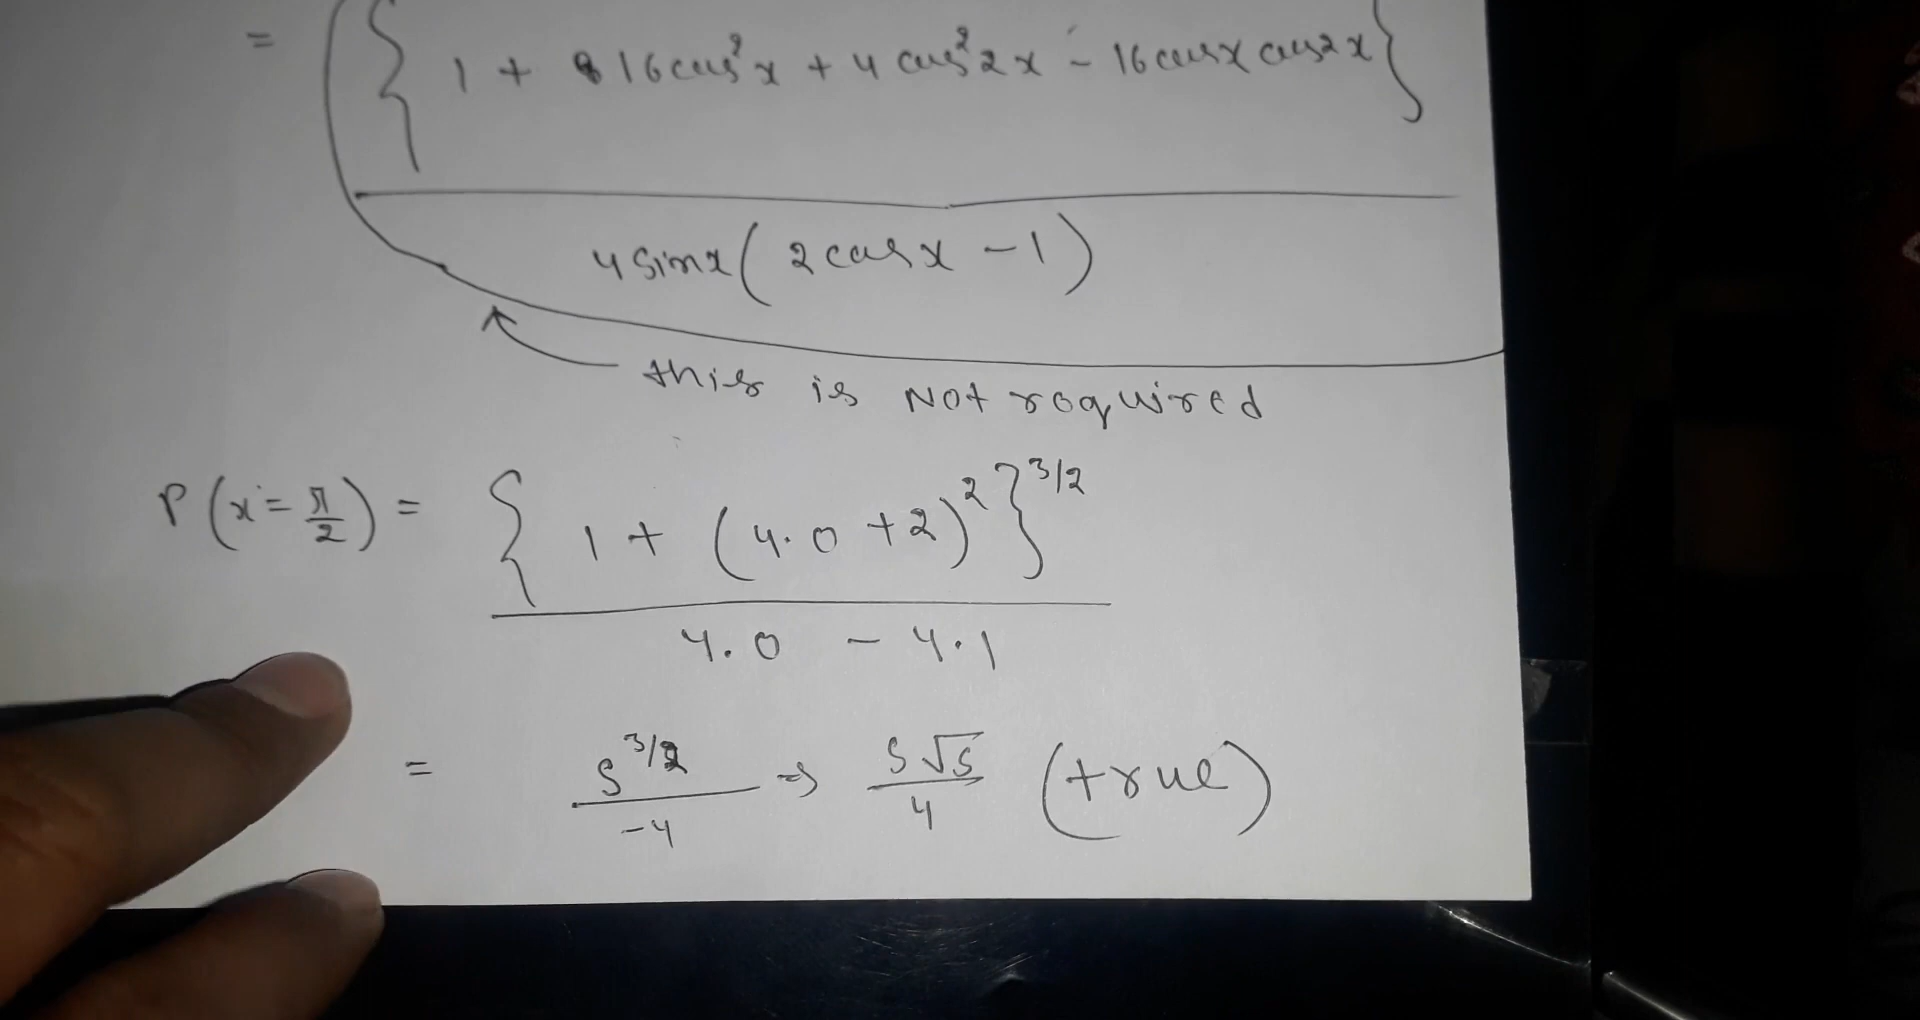 = { 1 + 16cos²x + 4cos²2x - 16cosx cos2x}
4sinx(2cosx - 1)
this is Not required
P(x = π/2) = {1 + (4.0 + 2)²}^3/2
4.0 - 4.1
= 5^3/2 / -4 ⇒ 5√5 / 4 (true)